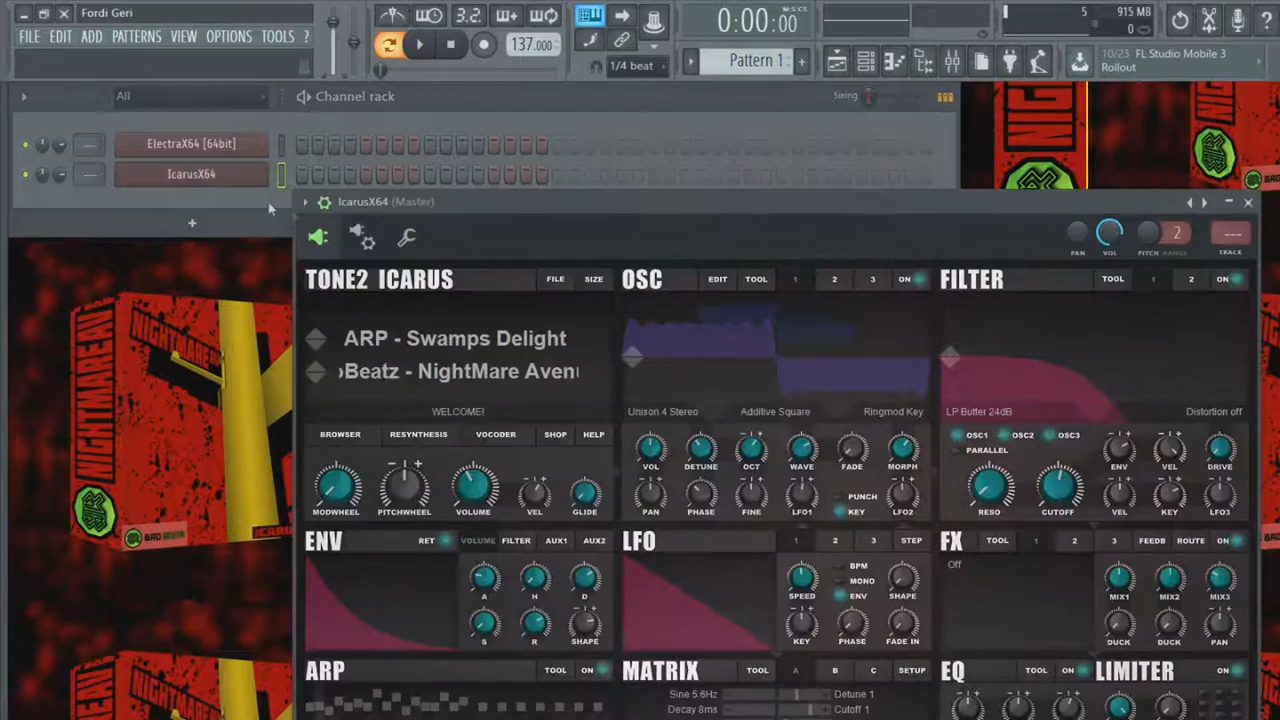 Fordi Geri
FILE EDIT ADD PATTERNS VIEW OPTIONS TOOLS ?
3.2.
137.000
1/4 beat
0:00:00
M:S:CS
Pattern 1
5
915 MB
0
10/23 FL Studio Mobile 3
Rollout
All
Channel rack
Swing
ElectraX64 [64bit]
IcarusX64
IcarusX64 (Master)
2
---
PAN VOL PITCH RANGE TRACK
TONE2 ICARUS
FILE SIZE
ARP - Swamps Delight
Beatz - NightMare Aven
WELCOME!
BROWSER RESYNTHESIS VOCODER SHOP HELP
MODWHEEL PITCHWHEEL VOLUME VEL GLIDE
OSC
EDIT TOOL 1 2 3 ON
Unison 4 Stereo Additive Square Ringmod Key
VOL DETUNE OCT WAVE FADE MORPH
PUNCH
KEY
PAN PHASE FINE LFO1 LFO2
FILTER
TOOL 1 2 ON
LP Butter 24dB Distortion off
OSC1 OSC2 OSC3
PARALLEL
ENV VEL DRIVE
RESO CUTOFF VEL KEY LFO3
ENV
RET VOLUME FILTER AUX1 AUX2
A H D
S R SHAPE
LFO
1 2 3 STEP
BPM
MONO
ENV
SPEED SHAPE
KEY PHASE FADE IN
FX
TOOL 1 2 3 FEEDB ROUTE ON
Off
MIX1 MIX2 MIX3
DUCK DUCK PAN
ARP
TOOL ON
MATRIX
TOOL A B C SETUP
Sine 5.6Hz Detune 1
Decay 8ms Cutoff 1
EQ
TOOL ON
LIMITER
ON
NIGHTMARE
NIGHTMAREAV